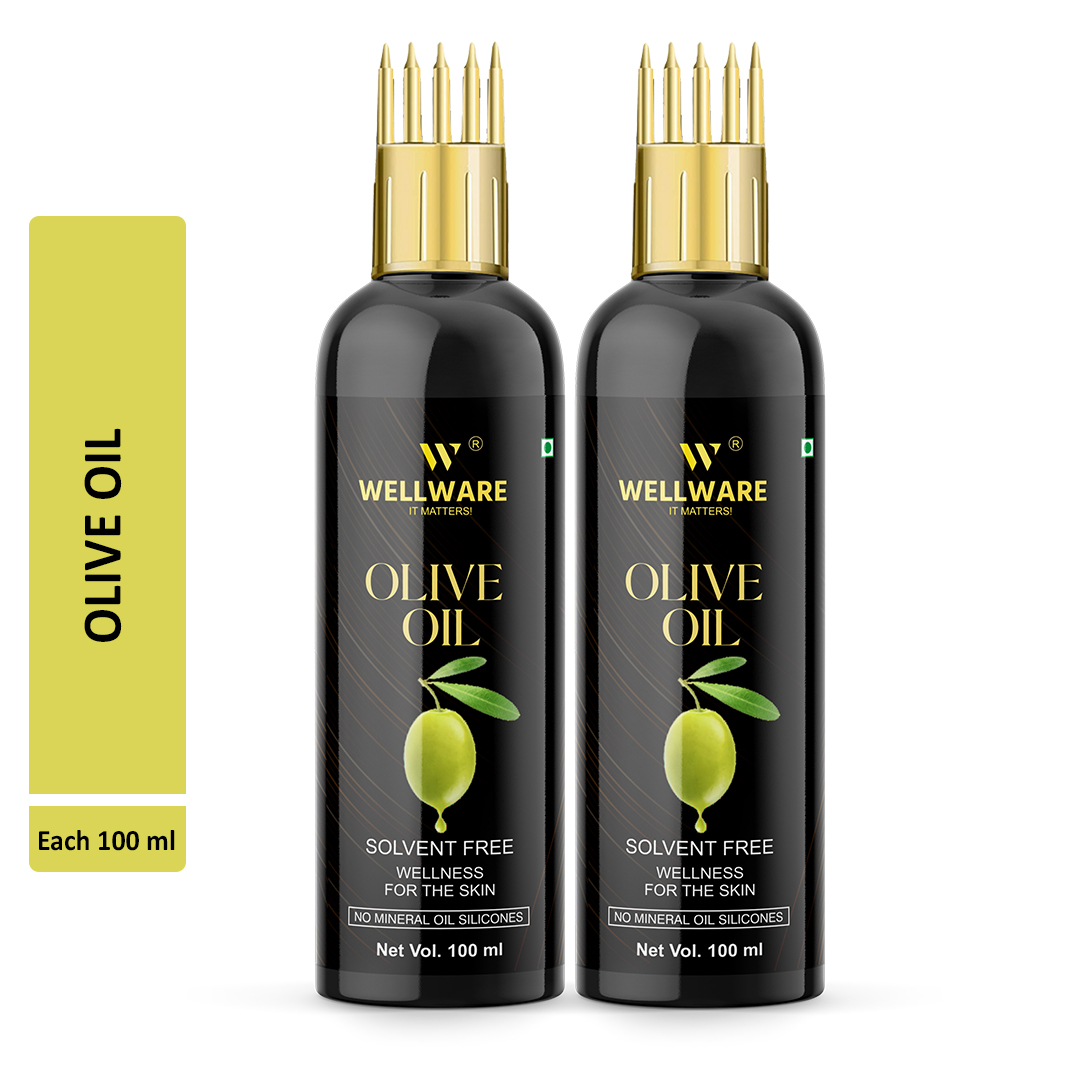 OLIVE OIL
Each 100 ml
W ®
WELLWARE
IT MATTERS!
OLIVE
OIL
SOLVENT FREE
WELLNESS
FOR THE SKIN
NO MINERAL OIL SILICONES
Net Vol. 100 ml
W ®
WELLWARE
IT MATTERS!
OLIVE
OIL
SOLVENT FREE
WELLNESS
FOR THE SKIN
NO MINERAL OIL SILICONES
Net Vol. 100 ml